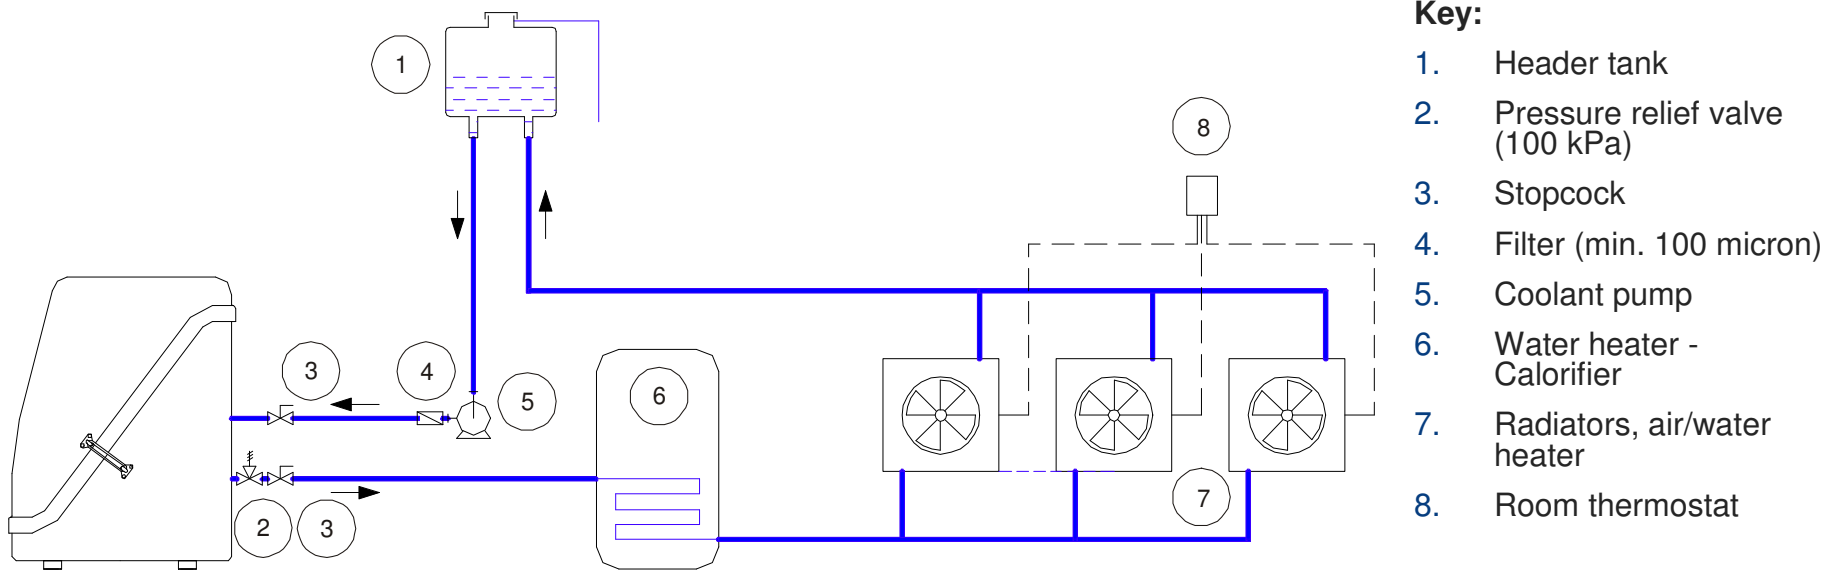 1
8
3
4
5
6
2
3
7
Key:
1. Header tank
2. Pressure relief valve
(100 kPa)
3. Stopcock
4. Filter (min. 100 micron)
5. Coolant pump
6. Water heater -
Calorifier
7. Radiators, air/water
heater
8. Room thermostat